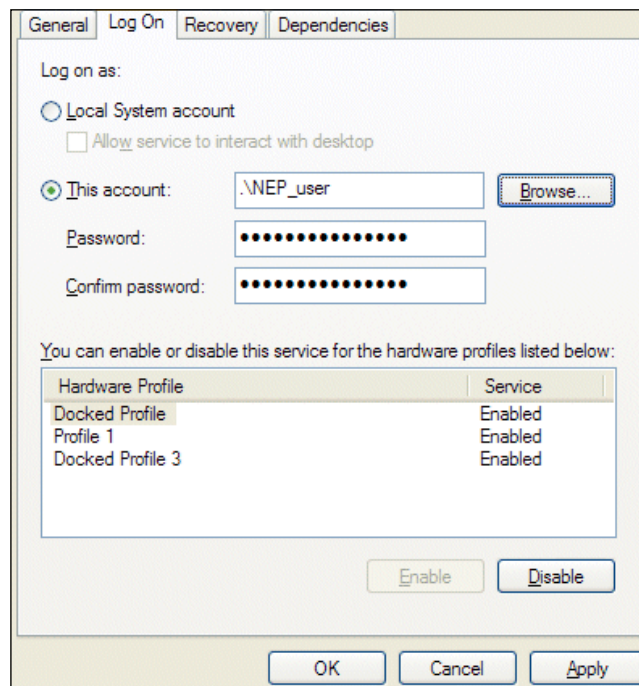 General Log On Recovery Dependencies
Log on as:
Local System account
Allow service to interact with desktop
This account: .\NEP_user Browse...
Password: •••••••••••••••
Confirm password: •••••••••••••••
You can enable or disable this service for the hardware profiles listed below:
Hardware Profile Service
Docked Profile Enabled
Profile 1 Enabled
Docked Profile 3 Enabled
Enable Disable
OK Cancel Apply